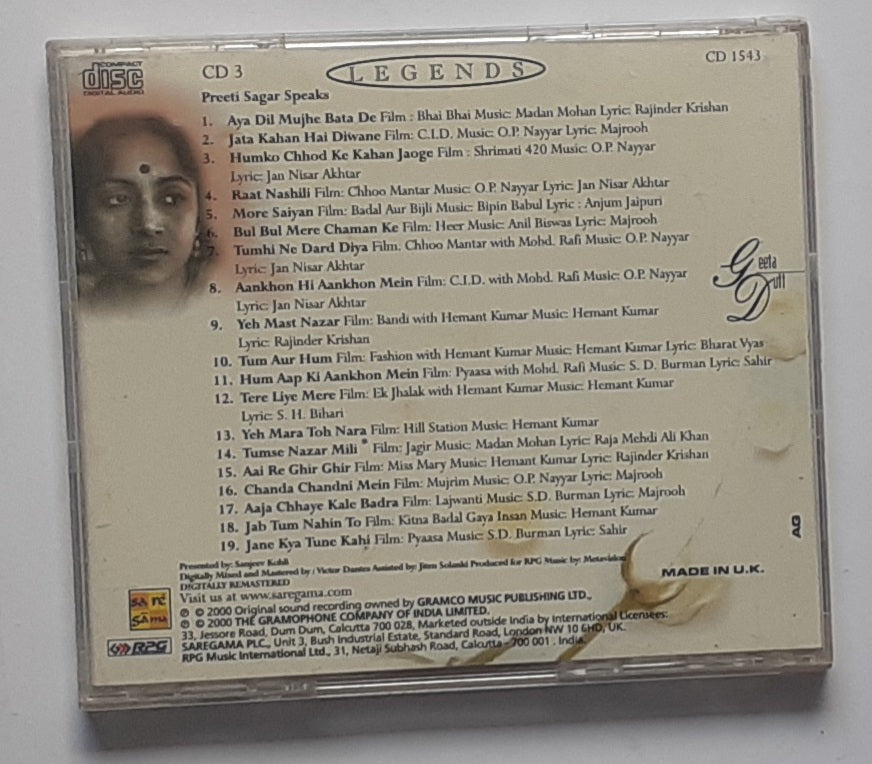 COMPACT
disc
DIGITAL AUDIO
CD 3
LEGENDS
CD 1543
Preeti Sagar Speaks
1. Aya Dil Mujhe Bata De Film : Bhai Bhai Music: Madan Mohan Lyric: Rajinder Krishan
2. Jata Kahan Hai Diwane Film: C.I.D. Music: O.P. Nayyar Lyric: Majrooh
3. Humko Chhod Ke Kahan Jaoge Film : Shrimati 420 Music: O.P. Nayyar
Lyric: Jan Nisar Akhtar
4. Raat Nashili Film: Chhoo Mantar Music: O.P. Nayyar Lyric: Jan Nisar Akhtar
5. More Saiyan Film: Badal Aur Bijli Music: Bipin Babul Lyric : Anjum Jaipuri
6. Bul Bul Mere Chaman Ke Film: Heer Music: Anil Biswas Lyric: Majrooh
7. Tumhi Ne Dard Diya Film. Chhoo Mantar with Mohd. Rafi Music: O.P. Nayyar
Lyric: Jan Nisar Akhtar
8. Aankhon Hi Aankhon Mein Film: C.I.D. with Mohd. Rafi Music: O.P. Nayyar
Lyric: Jan Nisar Akhtar
9. Yeh Mast Nazar Film: Bandi with Hemant Kumar Music: Hemant Kumar
Lyric: Rajinder Krishan
10. Tum Aur Hum Film: Fashion with Hemant Kumar Music: Hemant Kumar Lyric: Bharat Vyas
11. Hum Aap Ki Aankhon Mein Film: Pyaasa with Mohd. Rafi Music: S. D. Burman Lyric: Sahir
12. Tere Liye Mere Film: Ek Jhalak with Hemant Kumar Music: Hemant Kumar
Lyric: S. H. Bihari
13. Yeh Mara Toh Nara Film: Hill Station Music: Hemant Kumar
14. Tumse Nazar Mili * Film: Jagir Music: Madan Mohan Lyric: Raja Mehdi Ali Khan
15. Aai Re Ghir Ghir Film: Miss Mary Music: Hemant Kumar Lyric: Rajinder Krishan
16. Chanda Chandni Mein Film: Mujrim Music: O.P. Nayyar Lyric: Majrooh
17. Aaja Chhaye Kale Badra Film: Lajwanti Music: S.D. Burman Lyric: Majrooh
18. Jab Tum Nahin To Film: Kitna Badal Gaya Insan Music: Hemant Kumar
19. Jane Kya Tune Kahi Film: Pyaasa Music: S.D. Burman Lyric: Sahir
Geeta
Dutt
AG
Presented by: Sanjeev Kohli
Digitally Mixed and Mastered by : Victor Dantes Assisted by: Jiten Solanki Produced for RPG Music by: Metavision
DIGITALLY REMASTERED
MADE IN U.K.
Visit us at www.saregama.com
℗ © 2000 Original sound recording owned by GRAMCO MUSIC PUBLISHING LTD.,
℗ © 2000 THE GRAMOPHONE COMPANY OF INDIA LIMITED.
33, Jessore Road, Dum Dum, Calcutta 700 028, Marketed outside India by International Licensees:
SAREGAMA PLC., Unit 3, Bush Industrial Estate, Standard Road, London NW 10 6HD, UK.
RPG Music International Ltd., 31, Netaji Subhash Road, Calcutta - 700 001 . India.
sa re
ga ma
RPG